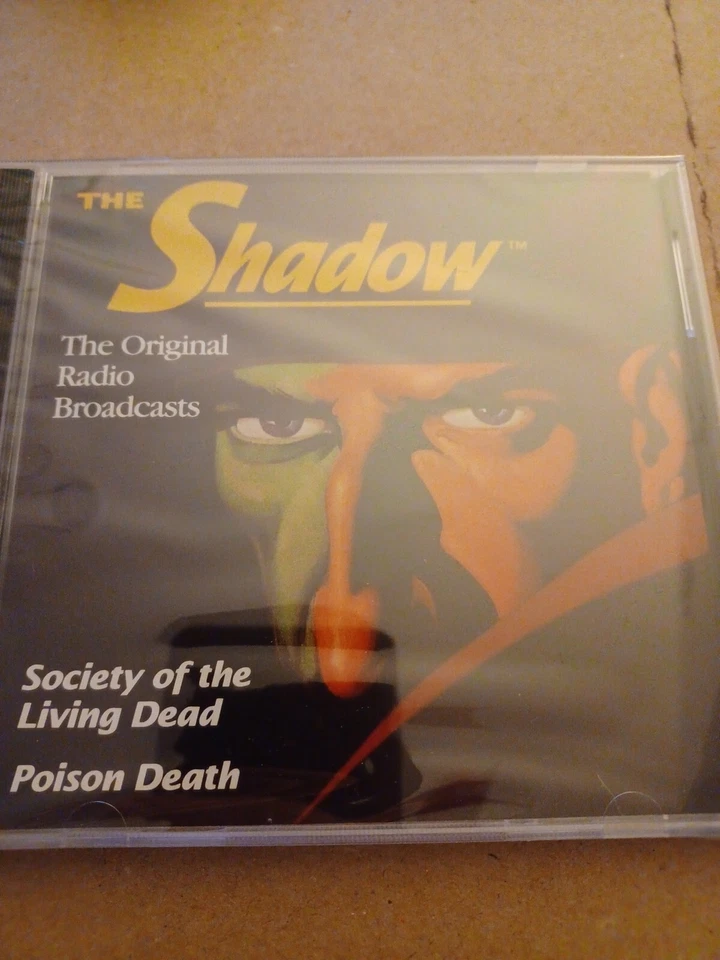 THE
Shadow™
The Original
Radio
Broadcasts
Society of the
Living Dead
Poison Death